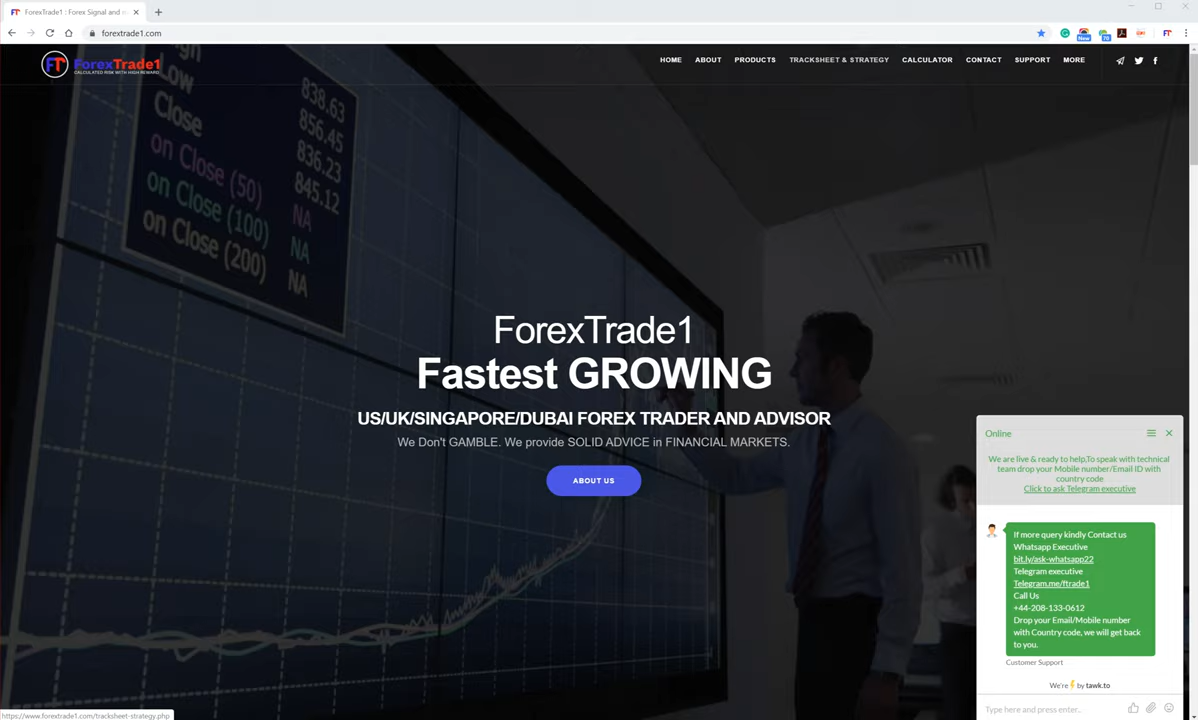 ForexTrade1 : Forex Signal and
forextrade1.com
New
70
FT
ForexTrade1
CALCULATED RISK WITH HIGH REWARD
HOME
ABOUT
PRODUCTS
TRACKSHEET & STRATEGY
CALCULATOR
CONTACT
SUPPORT
MORE
High
Low
Close
on Close (50)
on Close (100)
on Close (200)
838.63
856.45
836.23
845.12
NA
NA
NA
ForexTrade1
Fastest GROWING
US/UK/SINGAPORE/DUBAI FOREX TRADER AND ADVISOR
We Don't GAMBLE. We provide SOLID ADVICE in FINANCIAL MARKETS.
ABOUT US
Online
We are live & ready to help,To speak with technical
team drop your Mobile number/Email ID with
country code
Click to ask Telegram executive
If more query kindly Contact us
Whatsapp Executive
bit.ly/ask-whatsapp22
Telegram executive
Telegram.me/ftrade1
Call Us
+44-208-133-0612
Drop your Email/Mobile number
with Country code, we will get back
to you.
Customer Support
We're by tawk.to
Type here and press enter...
https://www.forextrade1.com/tracksheet-strategy.php